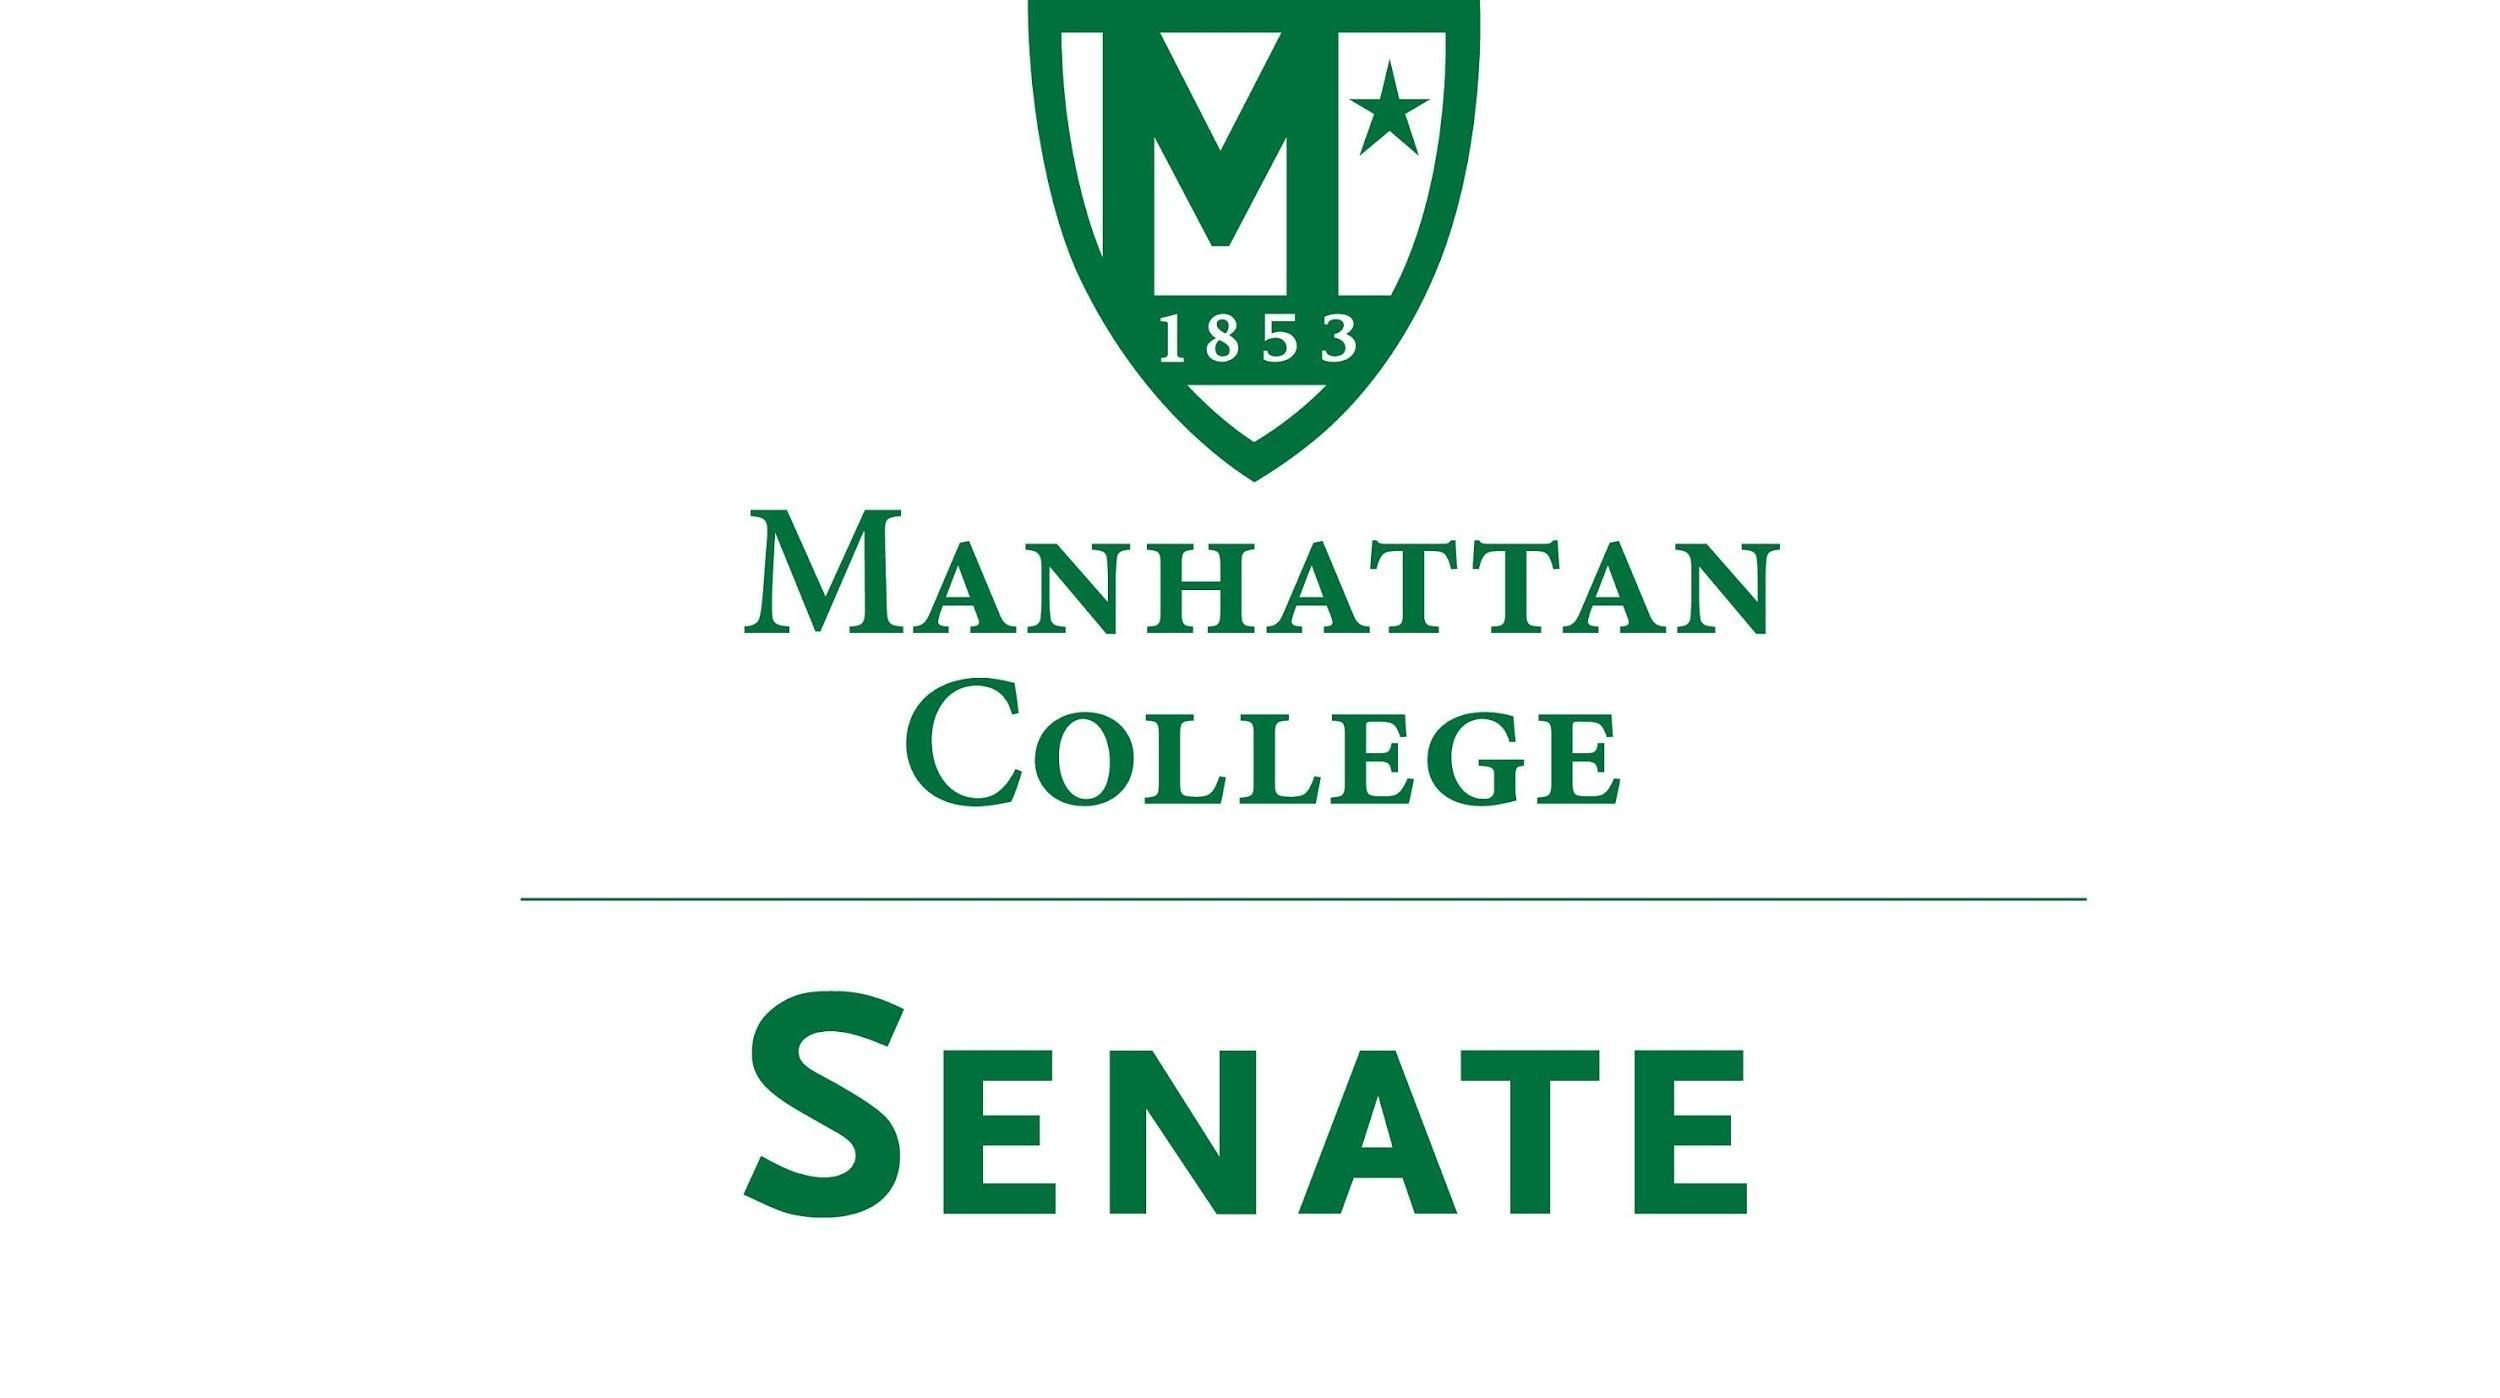 M
1853
MANHATTAN
COLLEGE
SENATE